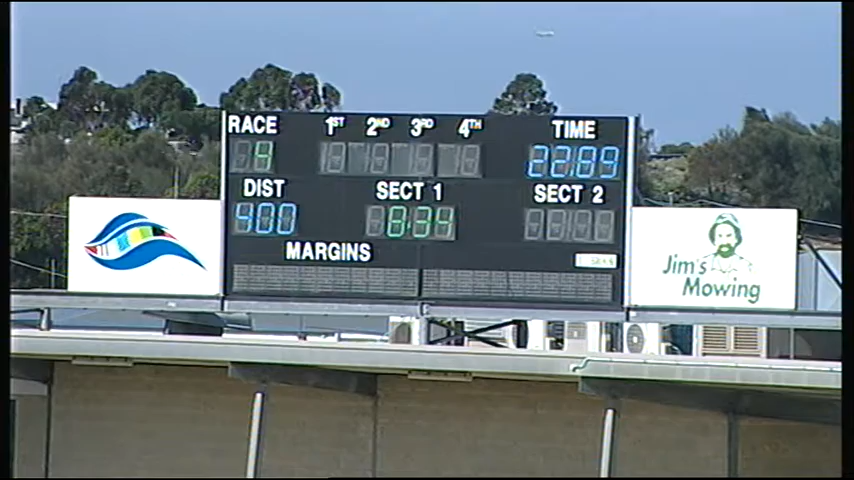 RACE 1ST 2ND 3RD 4TH TIME
4 22.89
DIST SECT 1 SECT 2
400 8.34
MARGINS
Jim's
Mowing